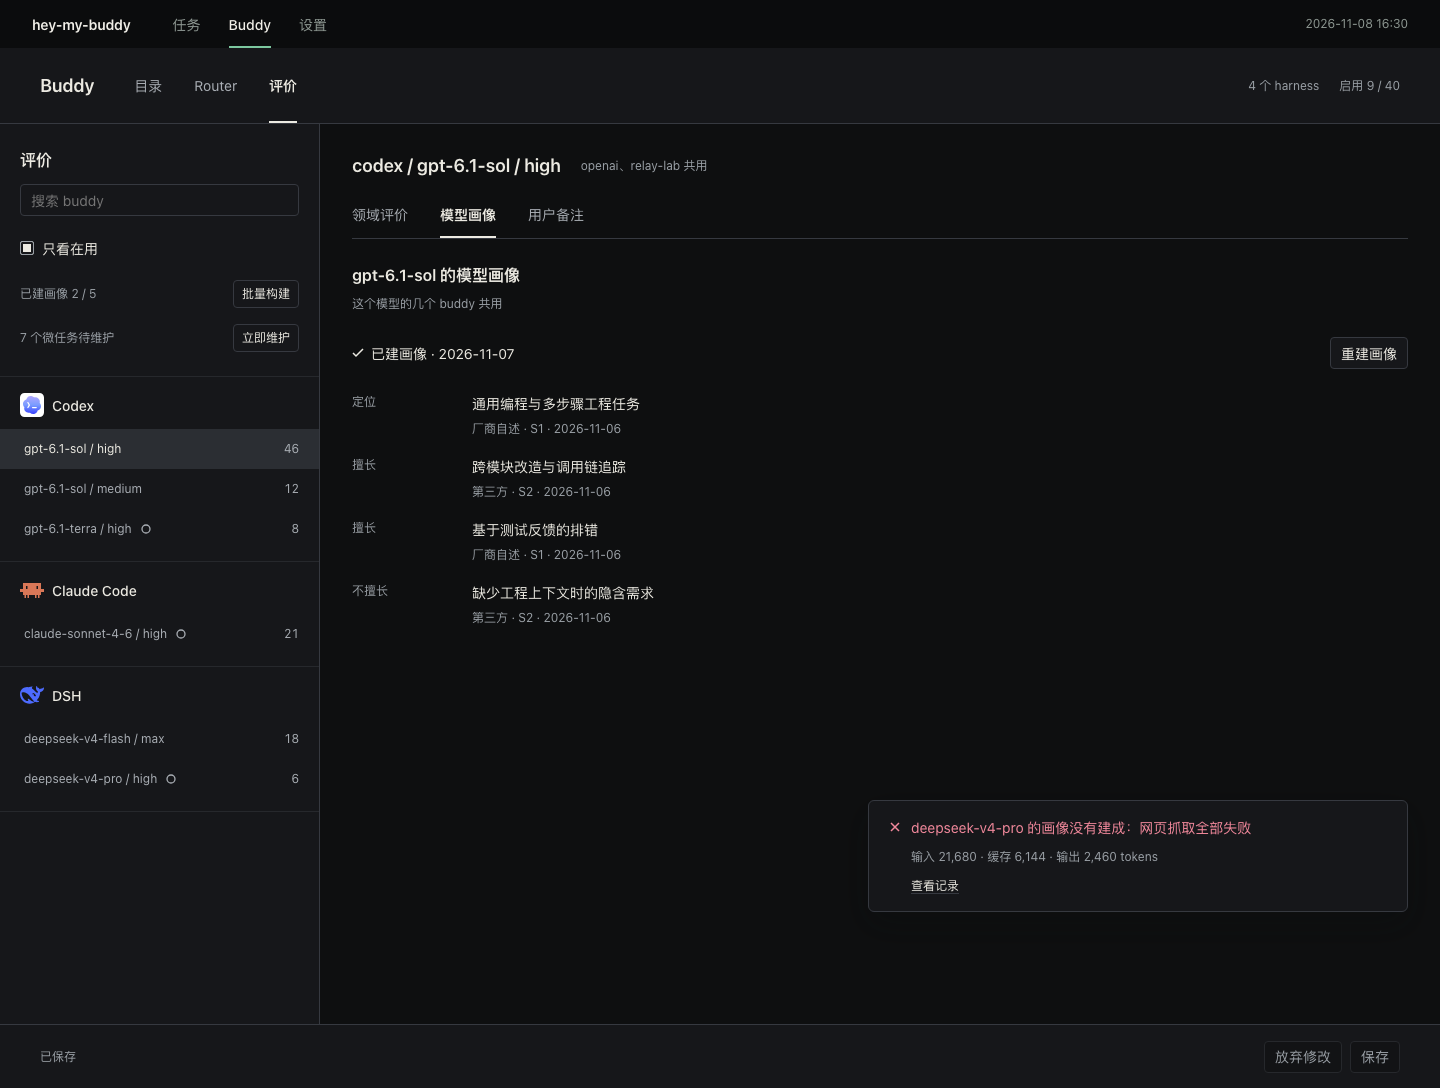 hey-my-buddy 任务 Buddy 设置 2026-11-08 16:30
Buddy 目录 Router 评价 4 个 harness 启用 9 / 40
评价
搜索 buddy
只看在用
已建画像 2 / 5 批量构建
7 个微任务待维护 立即维护
Codex
gpt-6.1-sol / high 46
gpt-6.1-sol / medium 12
gpt-6.1-terra / high 8
Claude Code
claude-sonnet-4-6 / high 21
DSH
deepseek-v4-flash / max 18
deepseek-v4-pro / high 6
codex / gpt-6.1-sol / high openai、relay-lab 共用
领域评价 模型画像 用户备注
gpt-6.1-sol 的模型画像
这个模型的几个 buddy 共用
已建画像 · 2026-11-07 重建画像
定位 通用编程与多步骤工程任务
厂商自述 · S1 · 2026-11-06
擅长 跨模块改造与调用链追踪
第三方 · S2 · 2026-11-06
擅长 基于测试反馈的排错
厂商自述 · S1 · 2026-11-06
不擅长 缺少工程上下文时的隐含需求
第三方 · S2 · 2026-11-06
deepseek-v4-pro 的画像没有建成：网页抓取全部失败
输入 21,680 · 缓存 6,144 · 输出 2,460 tokens
查看记录
已保存 放弃修改 保存